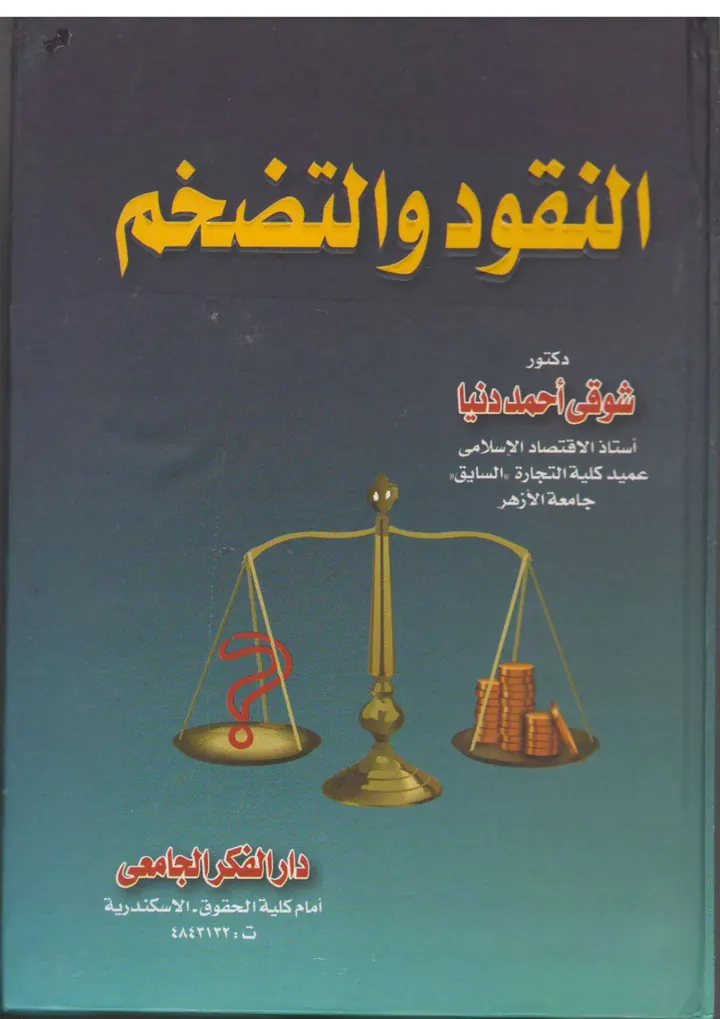 النقود والتضخم
دكتور
شوقى أحمد دنيا
أستاذ الاقتصاد الإسلامى
عميد كلية التجارة «السابق»
جامعة الأزهر
دار الفكر الجامعى
أمام كلية الحقوق - الاسكندرية
ت : ٤٨٤٣١٣٢